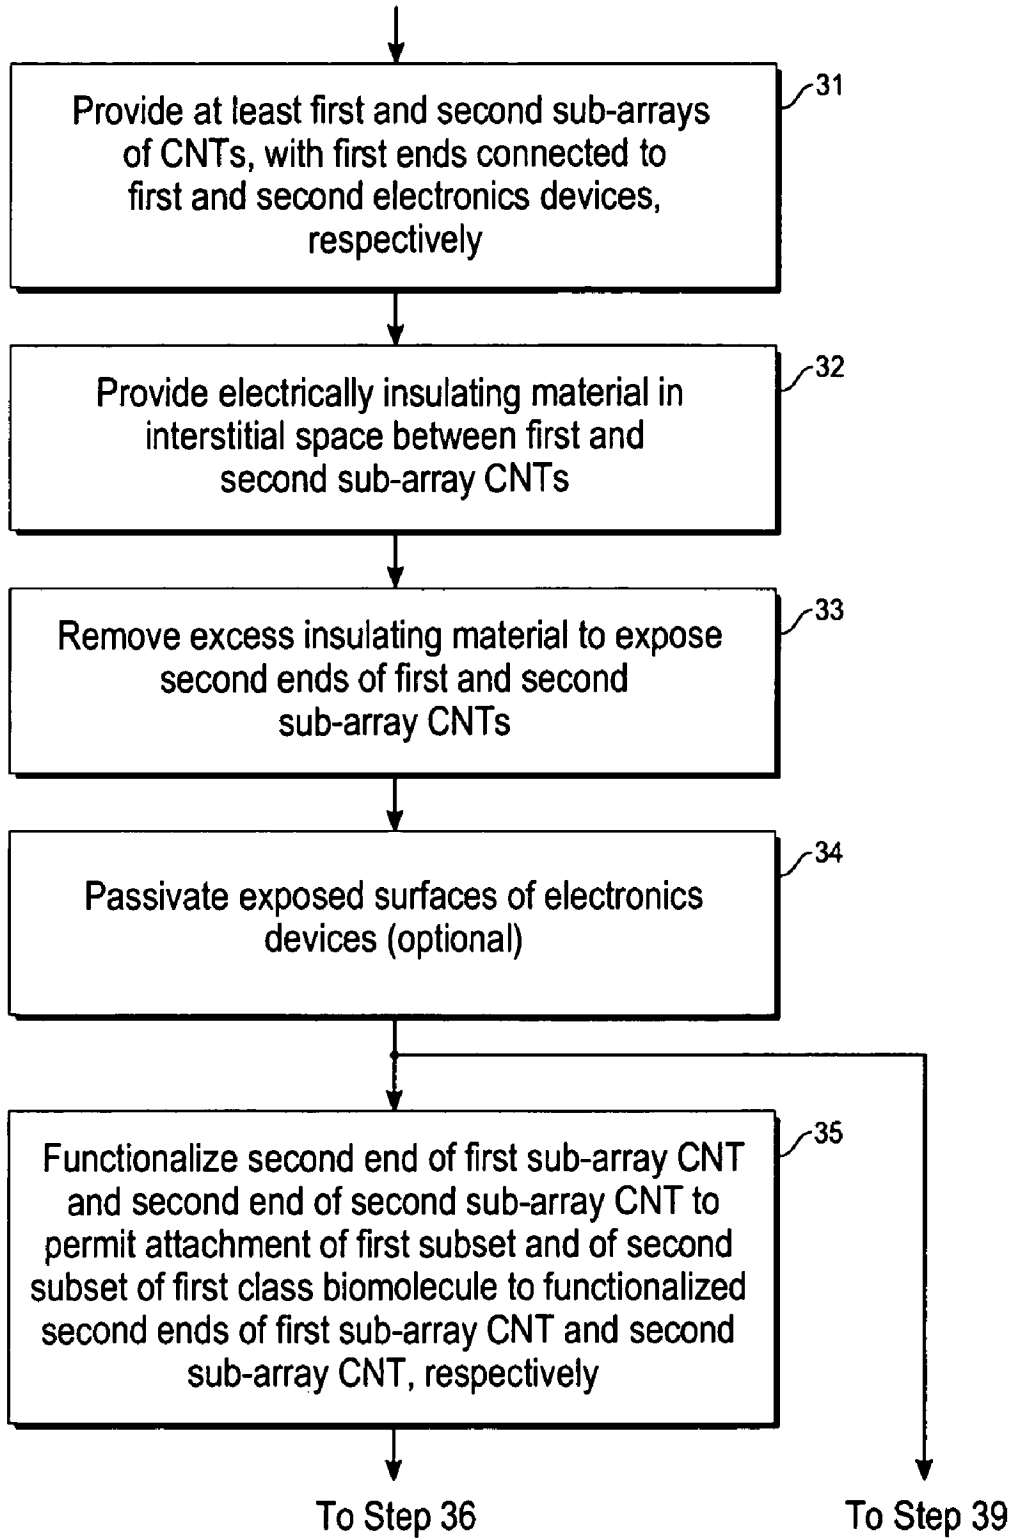 31
Provide at least first and second sub-arrays
of CNTs, with first ends connected to
first and second electronics devices,
respectively
32
Provide electrically insulating material in
interstitial space between first and
second sub-array CNTs
33
Remove excess insulating material to expose
second ends of first and second
sub-array CNTs
34
Passivate exposed surfaces of electronics
devices (optional)
35
Functionalize second end of first sub-array CNT
and second end of second sub-array CNT to
permit attachment of first subset and of second
subset of first class biomolecule to functionalized
second ends of first sub-array CNT and second
sub-array CNT, respectively
To Step 36
To Step 39